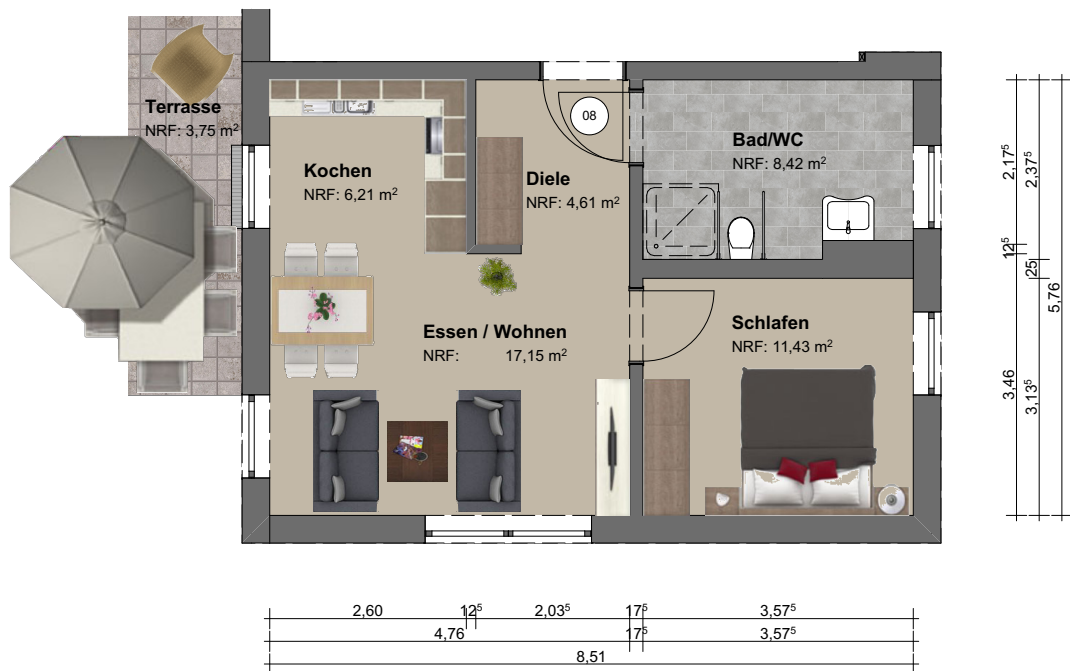 Terrasse
NRF: 3,75 m²
Kochen
NRF: 6,21 m²
08
Diele
NRF: 4,61 m²
Bad/WC
NRF: 8,42 m²
Essen / Wohnen
NRF: 17,15 m²
Schlafen
NRF: 11,43 m²
2,17⁵
2,37⁵
12⁵
25
5,76
3,46
3,13⁵
2,60
12⁵
2,03⁵
17⁵
3,57⁵
4,76
17⁵
3,57⁵
8,51